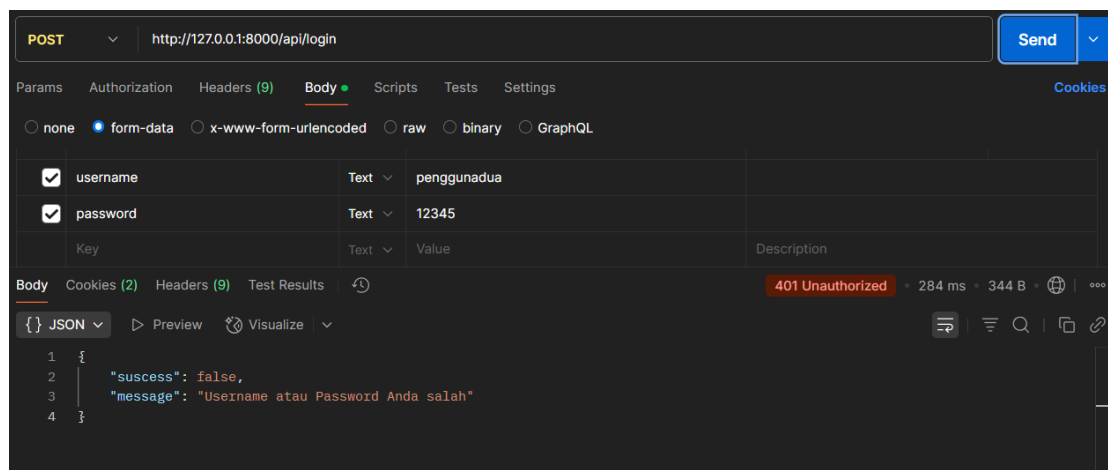 POST http://127.0.0.1:8000/api/login Send
Params Authorization Headers (9) Body Scripts Tests Settings Cookies
none form-data x-www-form-urlencoded raw binary GraphQL
username Text penggunadua
password Text 12345
Key Text Value Description
Body Cookies (2) Headers (9) Test Results 401 Unauthorized 284 ms 344 B
{} JSON Preview Visualize
1 {
2 "suscess": false,
3 "message": "Username atau Password Anda salah"
4 }